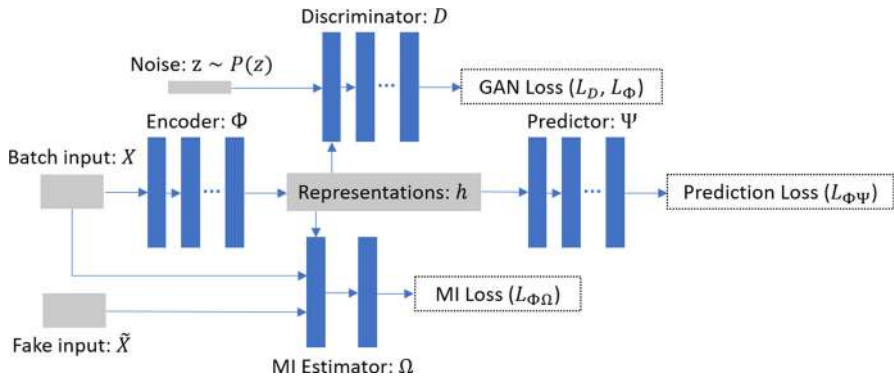 Discriminator: D
Noise: z ~ P(z)
GAN Loss (L_D, L_Φ)
Encoder: Φ
Predictor: Ψ
Batch input: X
Representations: h
Prediction Loss (L_ΦΨ)
MI Loss (L_ΦΩ)
Fake input: X̃
MI Estimator: Ω